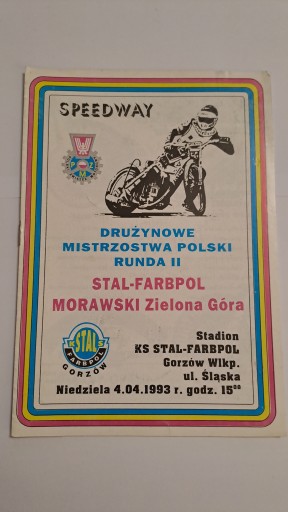 SPEEDWAY
DRUŻYNOWE
MISTRZOSTWA POLSKI
RUNDA II
STAL-FARBPOL
MORAWSKI Zielona Góra
STAL
FARBPOL
GORZÓW
Stadion
KS STAL-FARBPOL
Gorzów Wlkp.
ul. Śląska
Niedziela 4.04.1993 r. godz. 15⁰⁰